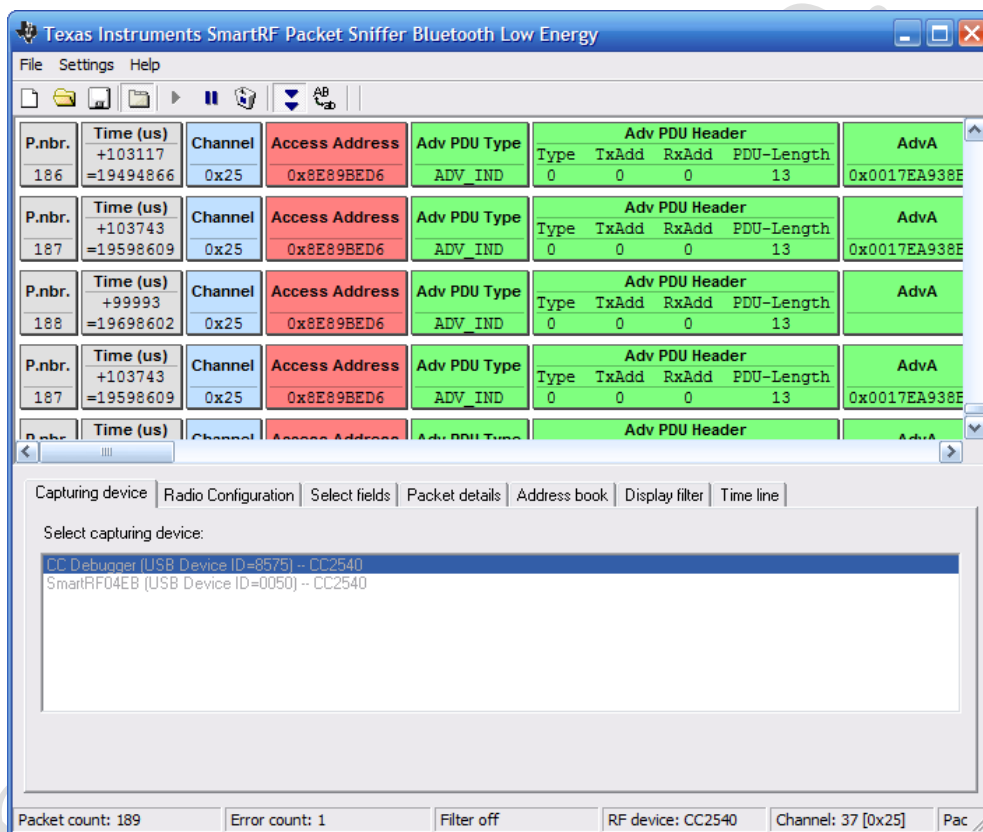 Texas Instruments SmartRF Packet Sniffer Bluetooth Low Energy
File Settings Help
P.nbr. Time (us) Channel Access Address Adv PDU Type Adv PDU Header AdvA
+103117 Type TxAdd RxAdd PDU-Length
186 =19494866 0x25 0x8E89BED6 ADV_IND 0 0 0 13 0x0017EA938E
P.nbr. Time (us) Channel Access Address Adv PDU Type Adv PDU Header AdvA
+103743 Type TxAdd RxAdd PDU-Length
187 =19598609 0x25 0x8E89BED6 ADV_IND 0 0 0 13 0x0017EA938E
P.nbr. Time (us) Channel Access Address Adv PDU Type Adv PDU Header AdvA
+99993 Type TxAdd RxAdd PDU-Length
188 =19698602 0x25 0x8E89BED6 ADV_IND 0 0 0 13
P.nbr. Time (us) Channel Access Address Adv PDU Type Adv PDU Header AdvA
+103743 Type TxAdd RxAdd PDU-Length
187 =19598609 0x25 0x8E89BED6 ADV_IND 0 0 0 13 0x0017EA938E
P.nbr. Time (us) Channel Access Address Adv PDU Type Adv PDU Header AdvA
Capturing device Radio Configuration Select fields Packet details Address book Display filter Time line
Select capturing device:
CC Debugger (USB Device ID=8575) -- CC2540
SmartRF04EB (USB Device ID=0050) -- CC2540
Packet count: 189 Error count: 1 Filter off RF device: CC2540 Channel: 37 [0x25] Pac